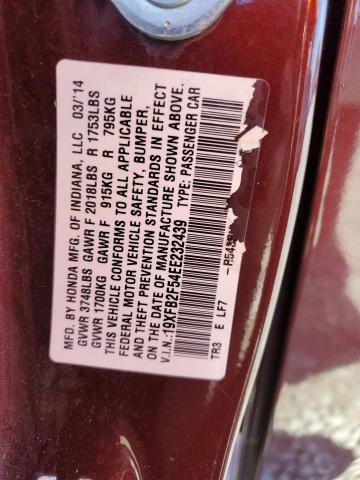 MFD. BY HONDA MFG. OF INDIANA, LLC 03/'14
GVWR 3748LBS GAWR F 2018LBS R 1753LBS
GVWR 1700KG GAWR F 915KG R 795KG
THIS VEHICLE CONFORMS TO ALL APPLICABLE
FEDERAL MOTOR VEHICLE SAFETY, BUMPER,
AND THEFT PREVENTION STANDARDS IN EFFECT
ON THE DATE OF MANUFACTURE SHOWN ABOVE.
V.I.N.:19XFB2F54EE232439 TYPE: PASSENGER CAR
TR3 E LF7